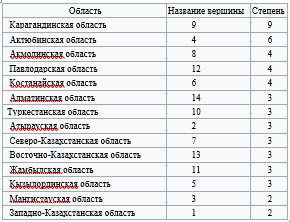 Область Название вершины Степень
Карагандинская область 9 9
Актюбинская область 4 6
Акмолинская область 8 4
Павлодарская область 12 4
Костанайская область 6 4
Алматинская область 14 3
Туркестанская область 10 3
Атырауская область 2 3
Северо-Казахстанская область 7 3
Восточно-Казахстанская область 13 3
Жамбылская область 11 3
Кызылординская область 5 3
Мангистауская область 3 2
Западно-Казахстанская область 1 2